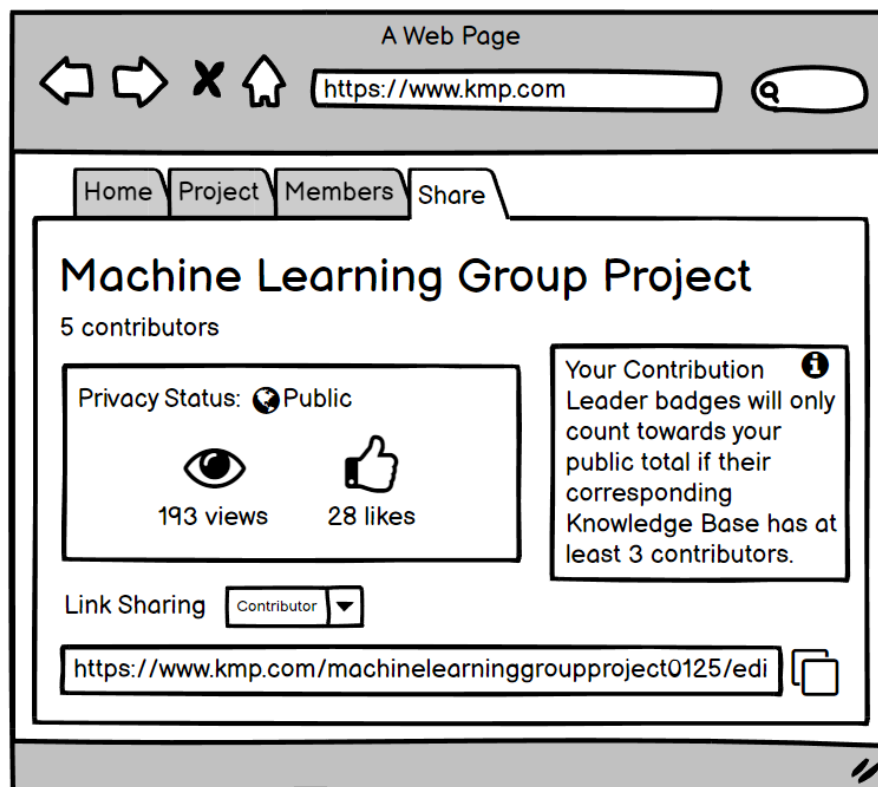 A Web Page
https://www.kmp.com
Home Project Members Share
Machine Learning Group Project
5 contributors
Privacy Status: Public
193 views 28 likes
Your Contribution
Leader badges will only
count towards your
public total if their
corresponding
Knowledge Base has at
least 3 contributors.
Link Sharing Contributor
https://www.kmp.com/machinelearninggroupproject0125/edi